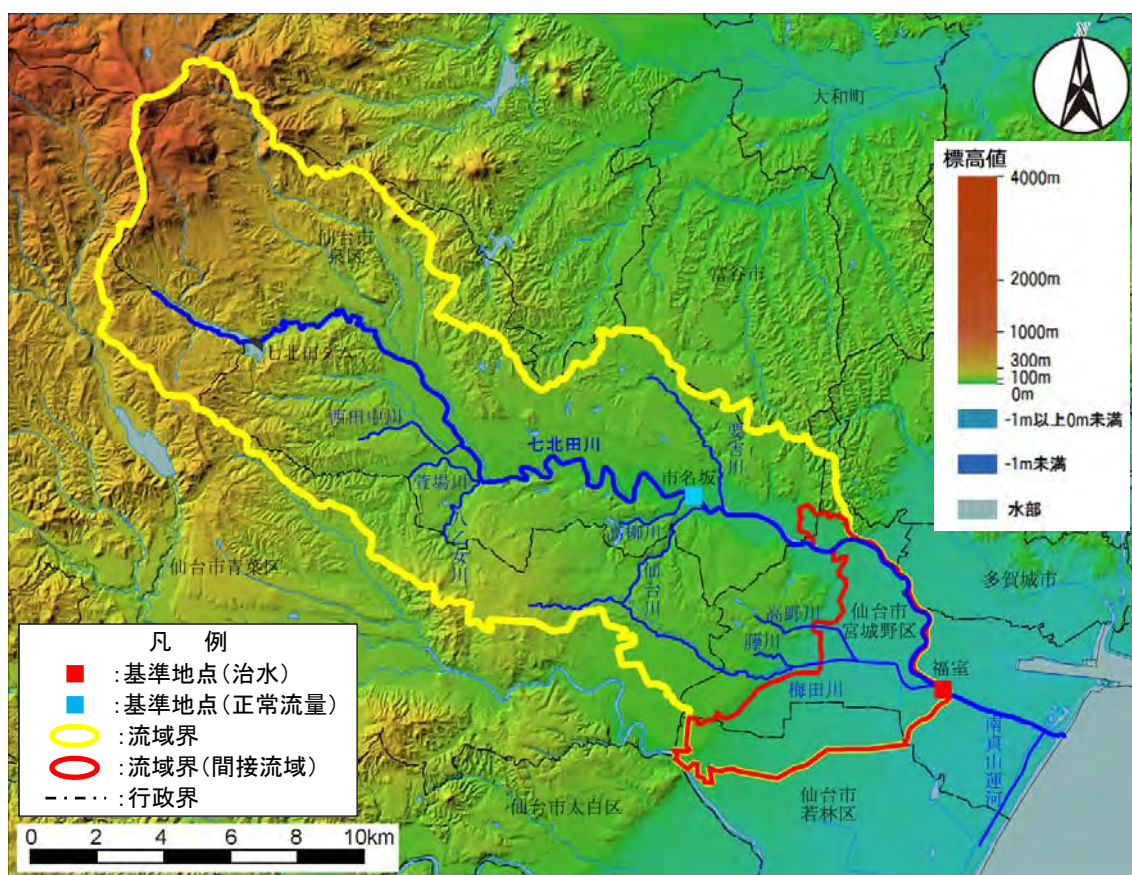 N
大和町
標高値
4000m
2000m
1000m
300m
100m
0m
-1m以上0m未満
-1m未満
水部
仙台市
泉区
富谷市
七北田ダム
西田中川
七北田川
要害川
市名坂
萱場川
八乙女川
高柳川
仙台川
仙台市青葉区
多賀城市
高野川
仙台市
宮城野区
藤川
福室
梅田川
南貞山運河
仙台市太白区
仙台市
若林区
凡 例
:基準地点(治水)
:基準地点(正常流量)
:流域界
:流域界(間接流域)
:行政界
0 2 4 6 8 10km